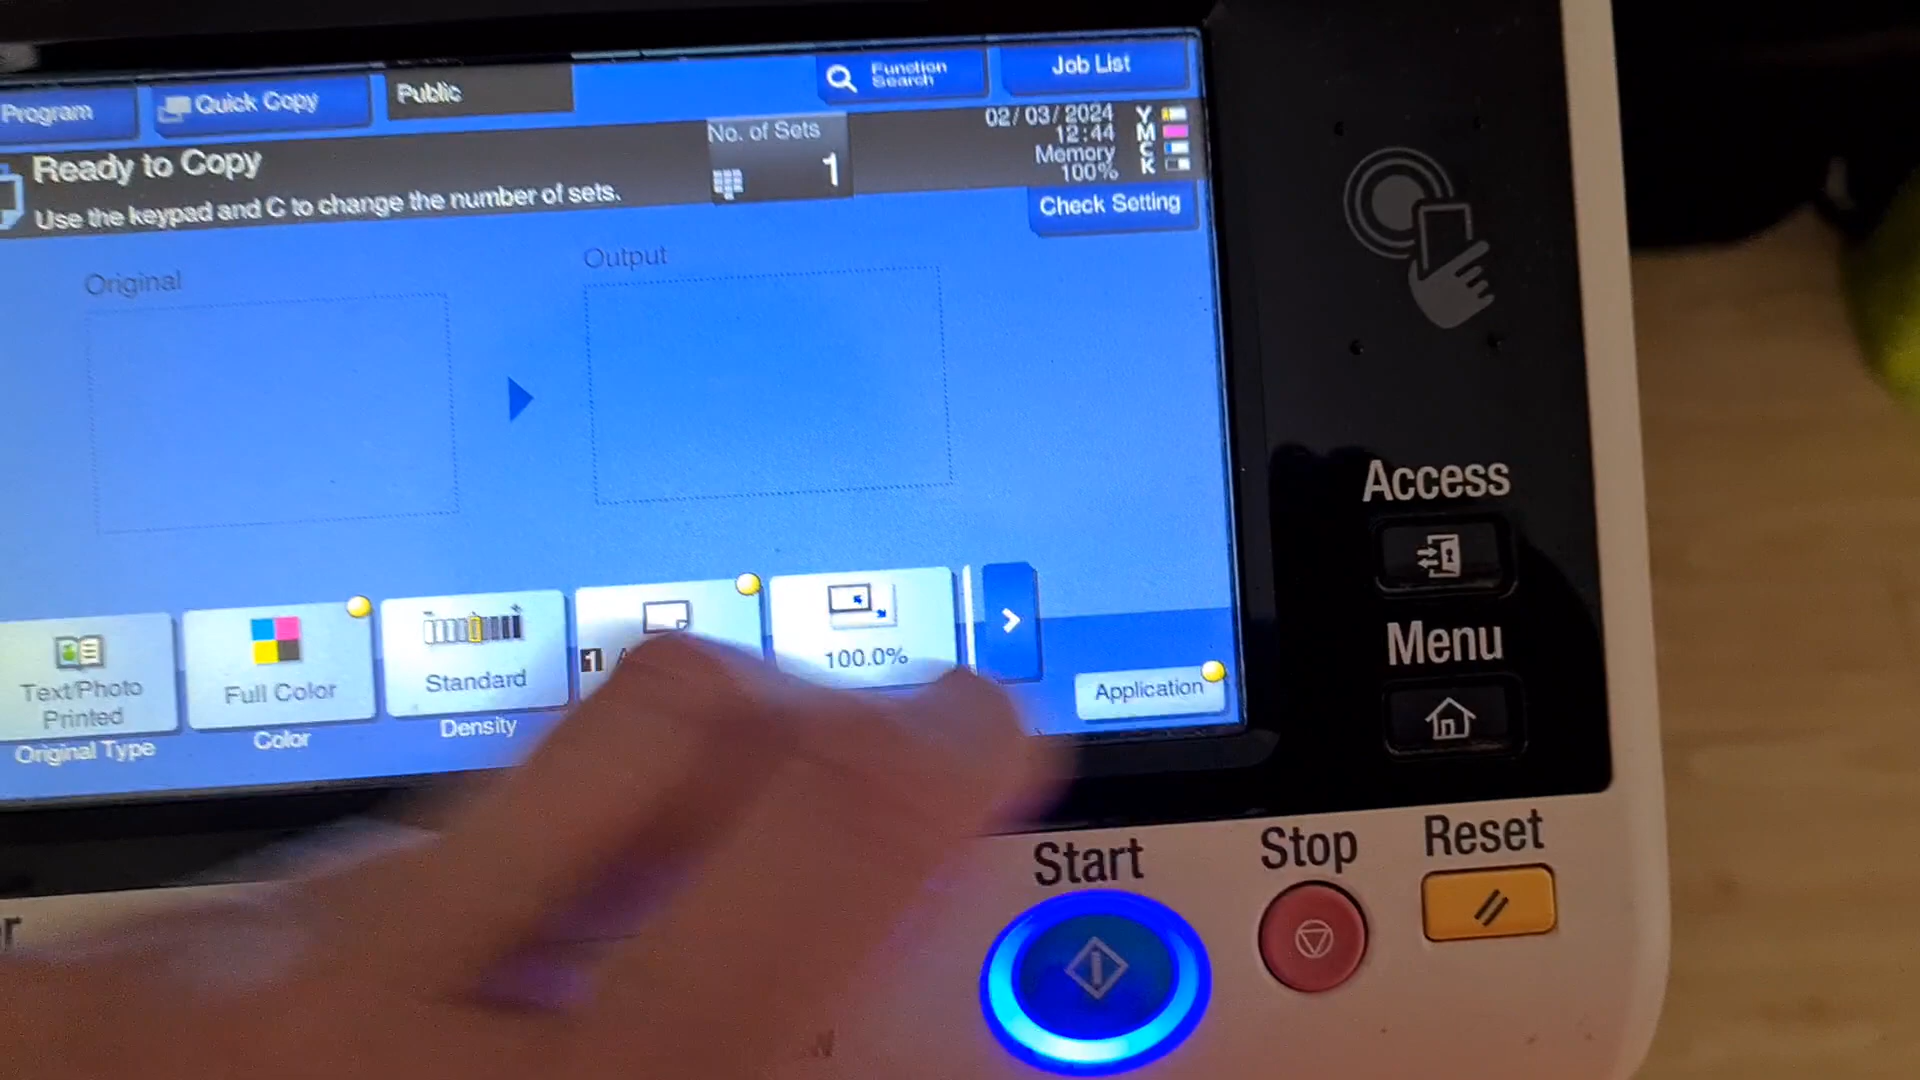 Program
Quick Copy
Public
Function
Search
Job List
Ready to Copy
Use the keypad and C to change the number of sets.
No. of Sets
1
02/03/2024
12:44
Memory
100%
Y
M
C
K
Check Setting
Original
Output
Text/Photo
Printed
Original Type
Full Color
Color
Standard
Density
1
100.0%
Application
Access
Menu
Start
Stop
Reset